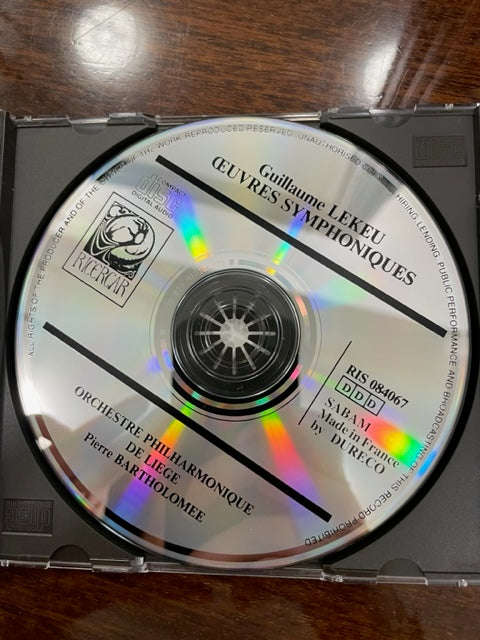 Guillaume LEKEU
ŒUVRES SYMPHONIQUES
COMPACT
disc
DIGITAL AUDIO
RICERCAR
RIS 084067
DDD
SABAM
Made in France
by DURECO
ORCHESTRE PHILHARMONIQUE
DE LIEGE
Pierre BARTHOLOMEE
ALL RIGHTS OF THE PRODUCER AND OF THE OWNER OF THE WORK REPRODUCED RESERVED. UNAUTHORISED COPYING, HIRING, LENDING, PUBLIC PERFORMANCE AND BROADCASTING OF THIS RECORD PROHIBITED